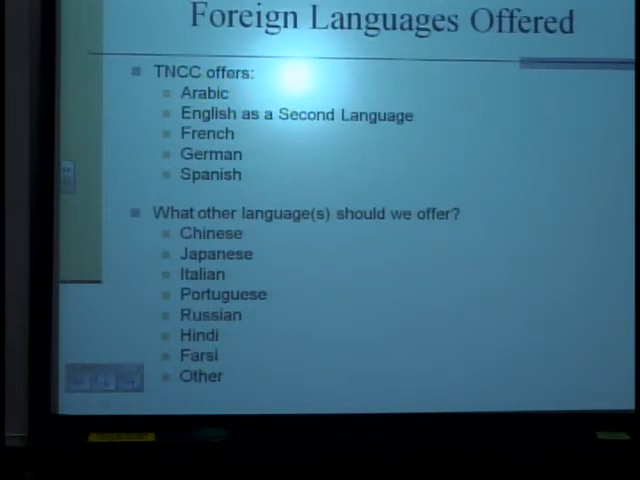 Foreign Languages Offered
TNCC offers:
Arabic
English as a Second Language
French
German
Spanish
What other language(s) should we offer?
Chinese
Japanese
Italian
Portuguese
Russian
Hindi
Farsi
Other